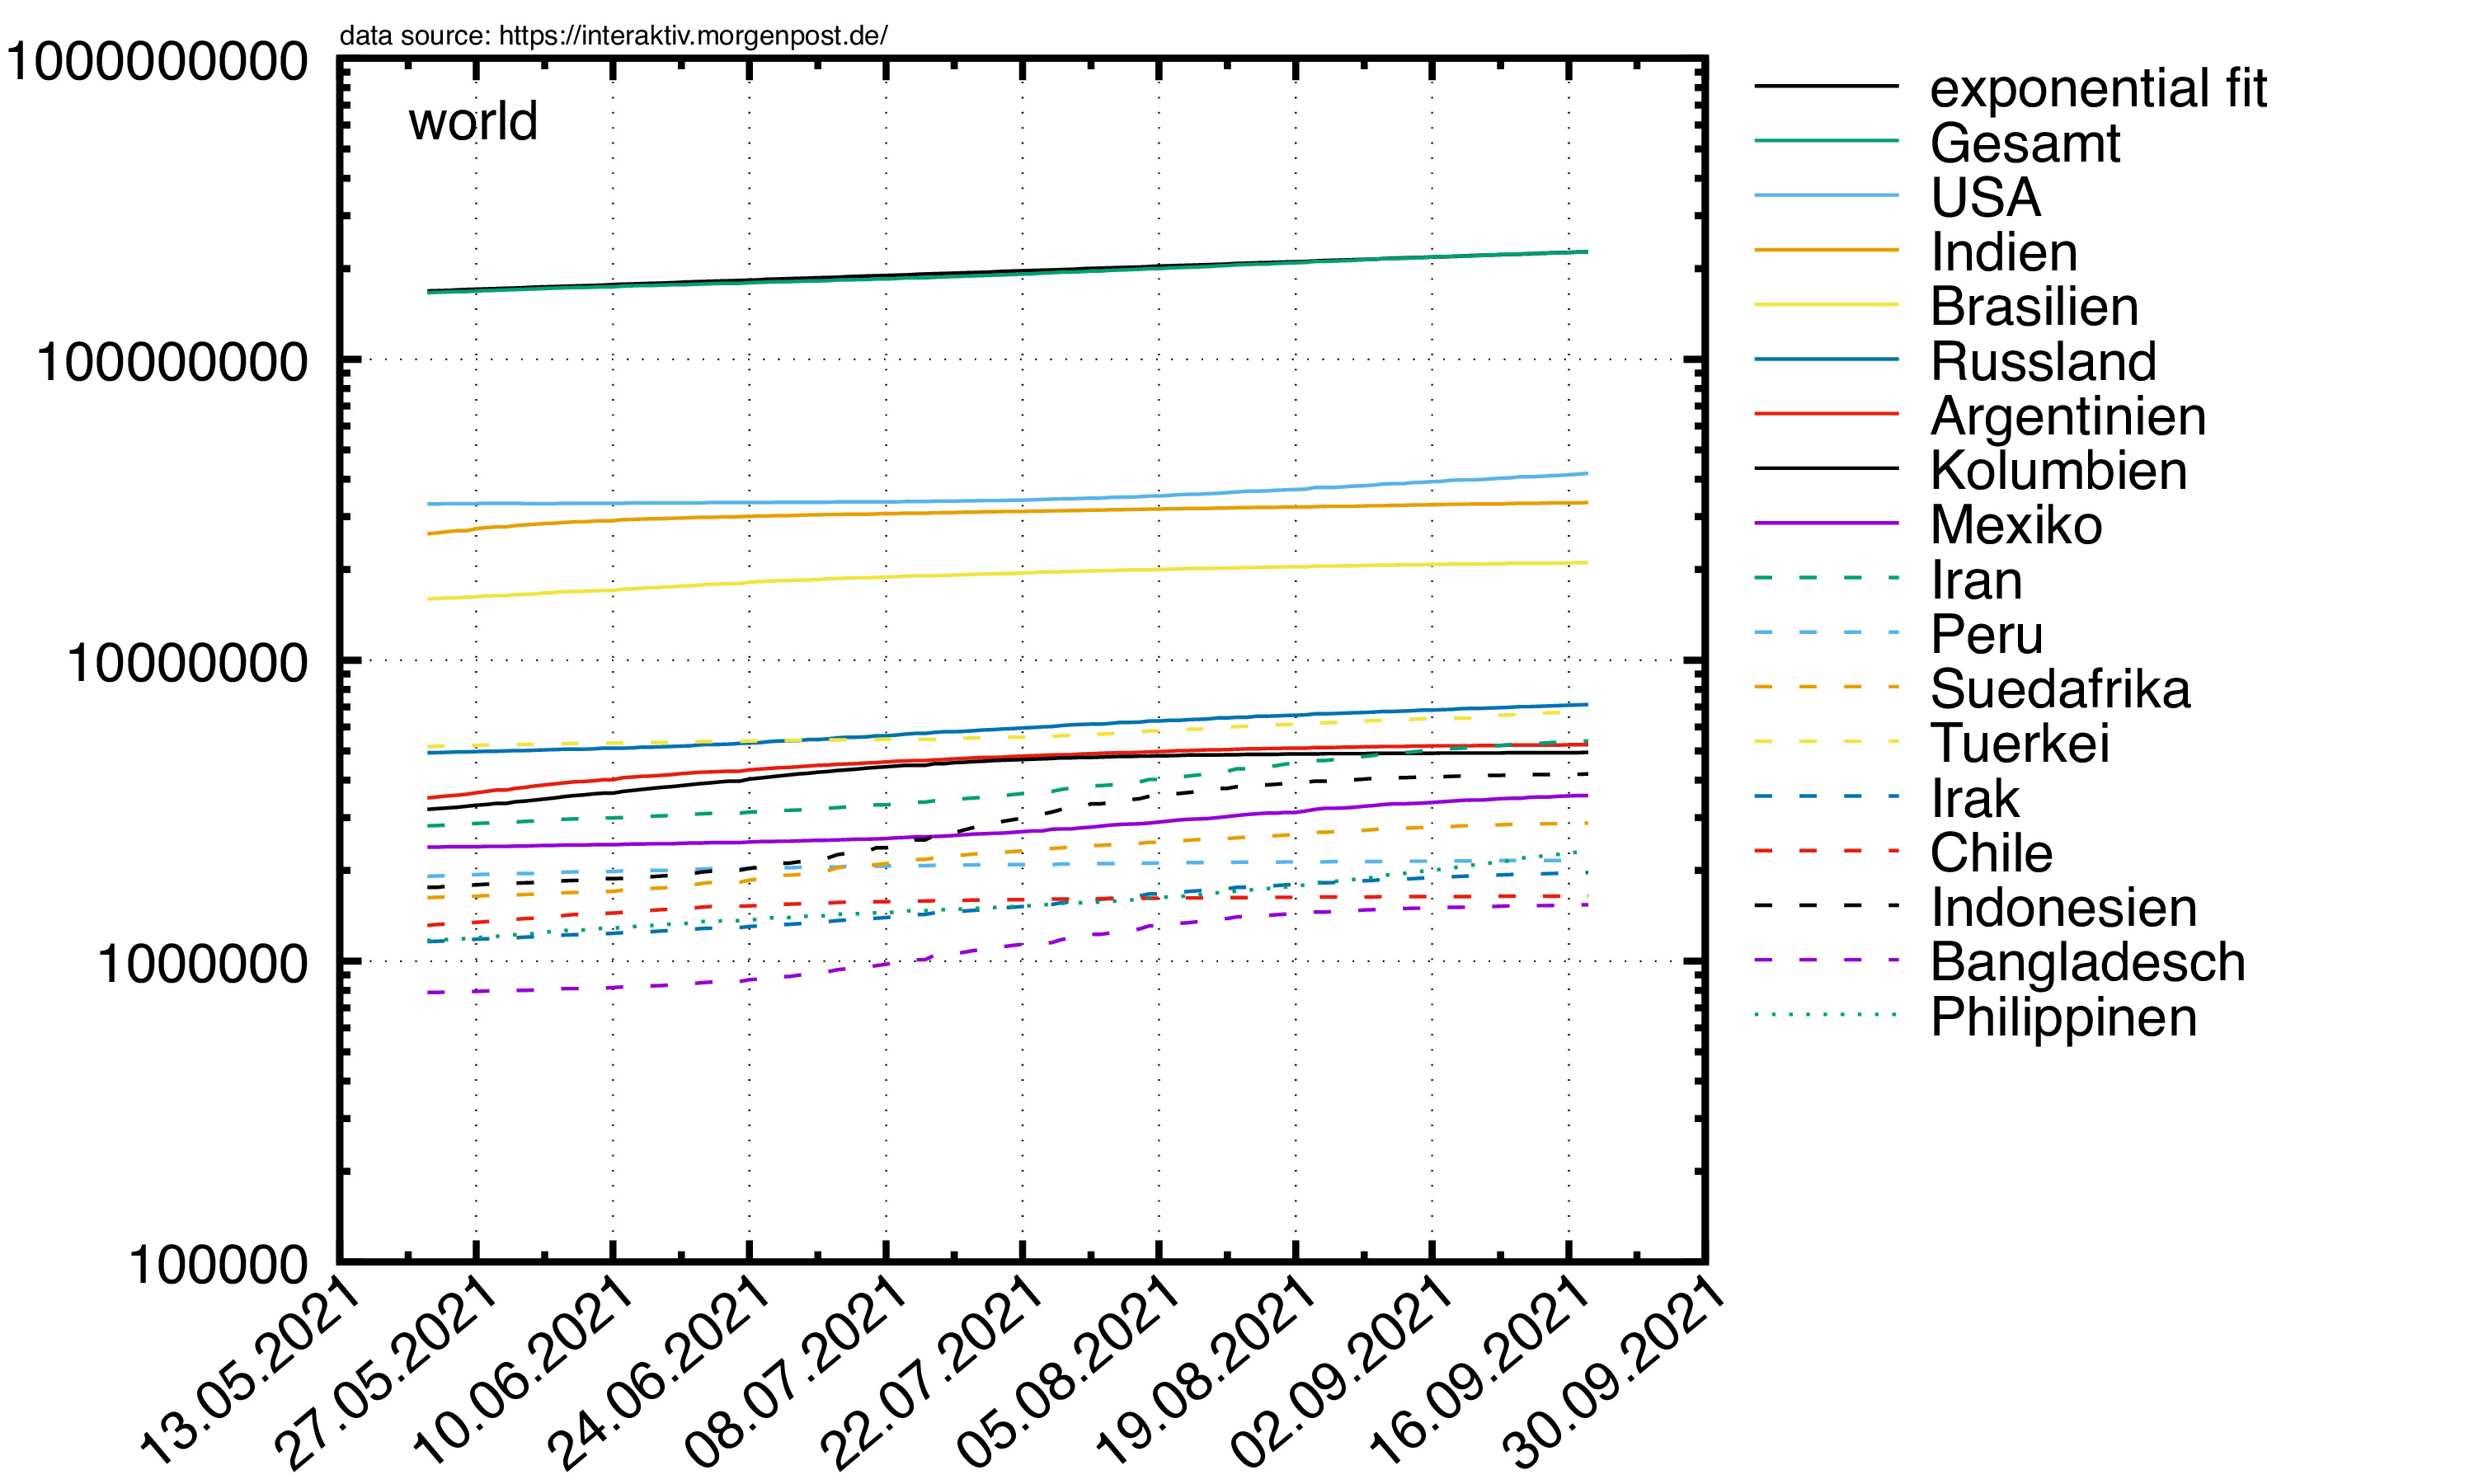 data source: https://interaktiv.morgenpost.de/
1000000000
100000000
10000000
1000000
100000
world
13.05.2021
27.05.2021
10.06.2021
24.06.2021
08.07.2021
22.07.2021
05.08.2021
19.08.2021
02.09.2021
16.09.2021
30.09.2021
exponential fit
Gesamt
USA
Indien
Brasilien
Russland
Argentinien
Kolumbien
Mexiko
Iran
Peru
Suedafrika
Tuerkei
Irak
Chile
Indonesien
Bangladesch
Philippinen